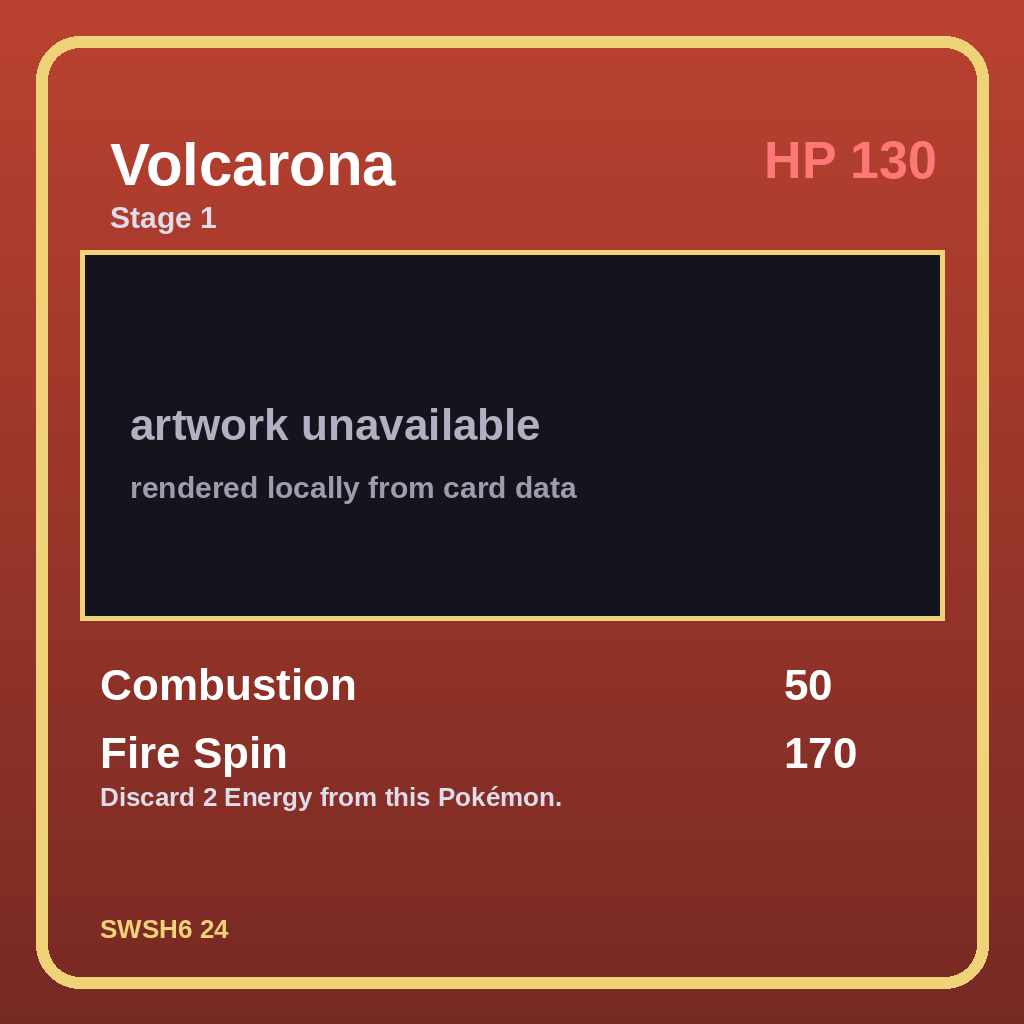 Volcarona
HP 130
Stage 1
artwork unavailable
rendered locally from card data
Combustion 50
Fire Spin 170
Discard 2 Energy from this Pokémon.
SWSH6 24